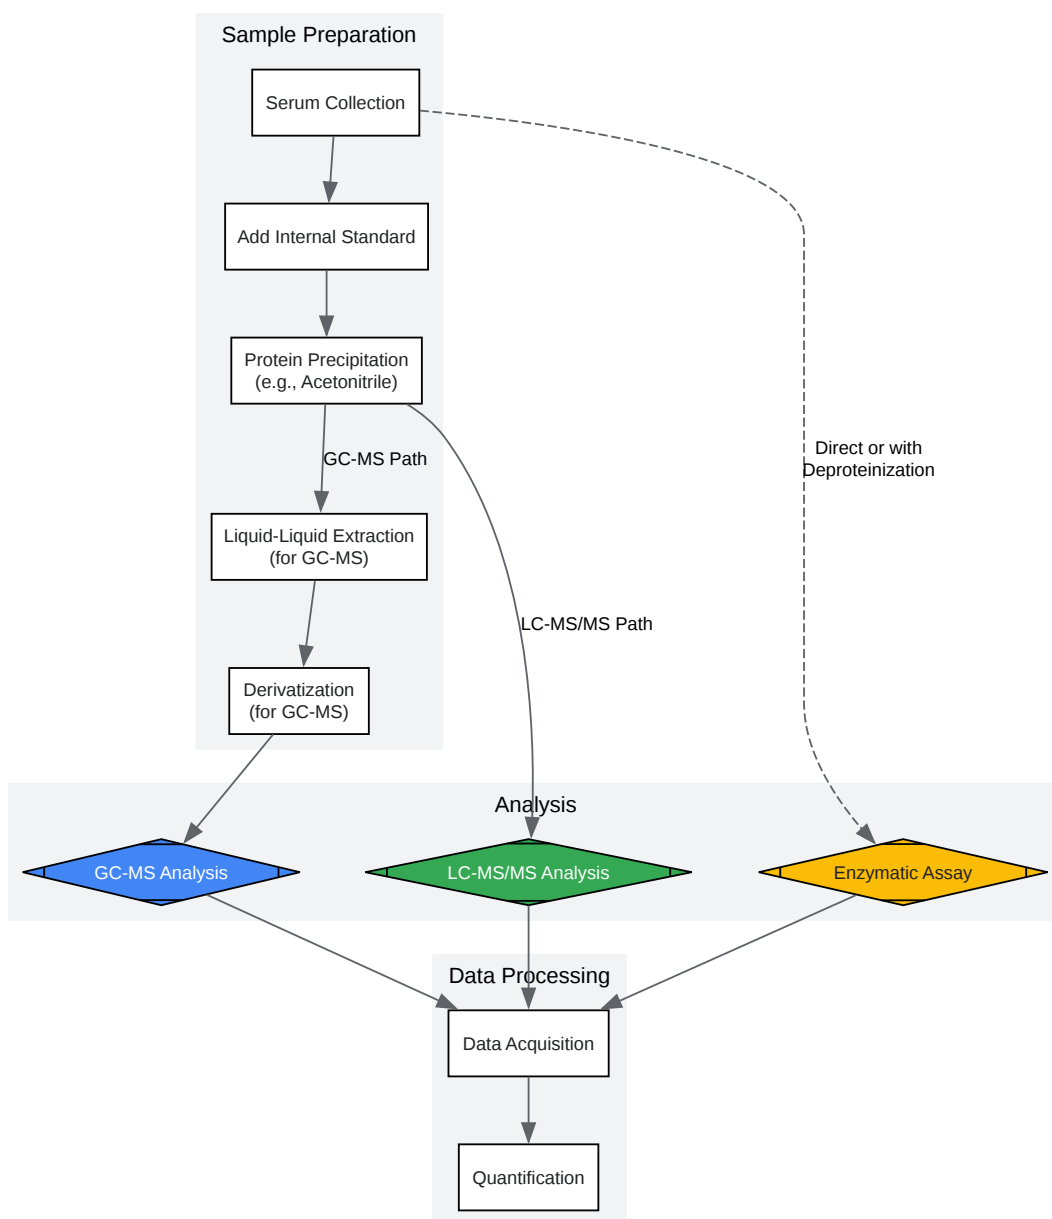 Sample Preparation
Serum Collection
Add Internal Standard
Protein Precipitation
(e.g., Acetonitrile)
GC-MS Path
Direct or with
Deproteinization
Liquid-Liquid Extraction
(for GC-MS)
LC-MS/MS Path
Derivatization
(for GC-MS)
Analysis
GC-MS Analysis
LC-MS/MS Analysis
Enzymatic Assay
Data Processing
Data Acquisition
Quantification